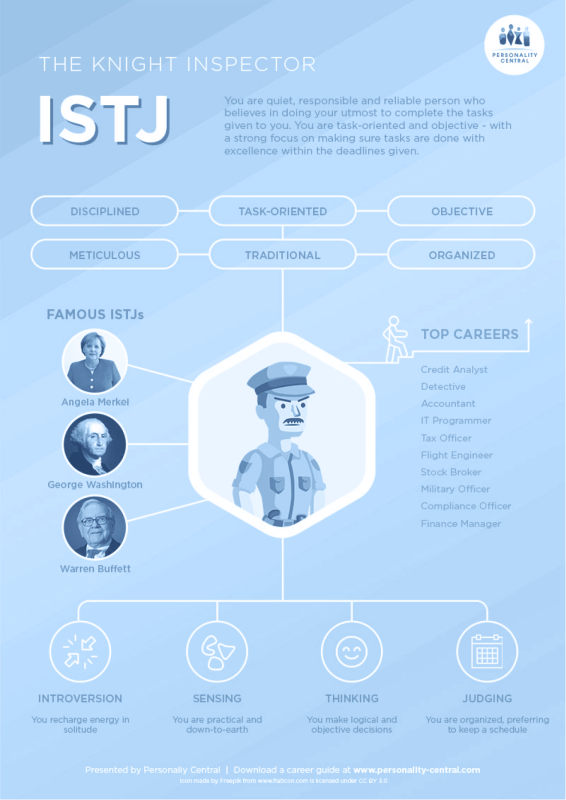 PERSONALITY
CENTRAL
THE KNIGHT INSPECTOR
ISTJ
You are quiet, responsible and reliable person who
believes in doing your utmost to complete the tasks
given to you. You are task-oriented and objective - with
a strong focus on making sure tasks are done with
excellence within the deadlines given.
DISCIPLINED
TASK-ORIENTED
OBJECTIVE
METICULOUS
TRADITIONAL
ORGANIZED
FAMOUS ISTJs
Angela Merkel
George Washington
Warren Buffett
TOP CAREERS
Credit Analyst
Detective
Accountant
IT Programmer
Tax Officer
Flight Engineer
Stock Broker
Military Officer
Compliance Officer
Finance Manager
INTROVERSION
You recharge energy in
solitude
SENSING
You are practical and
down-to-earth
THINKING
You make logical and
objective decisions
JUDGING
You are organized, preferring
to keep a schedule
Presented by Personally Central | Download a career guide at www.personality-central.com
Icon made by Freepik from www.flaticon.com is licensed under CC BY 3.0